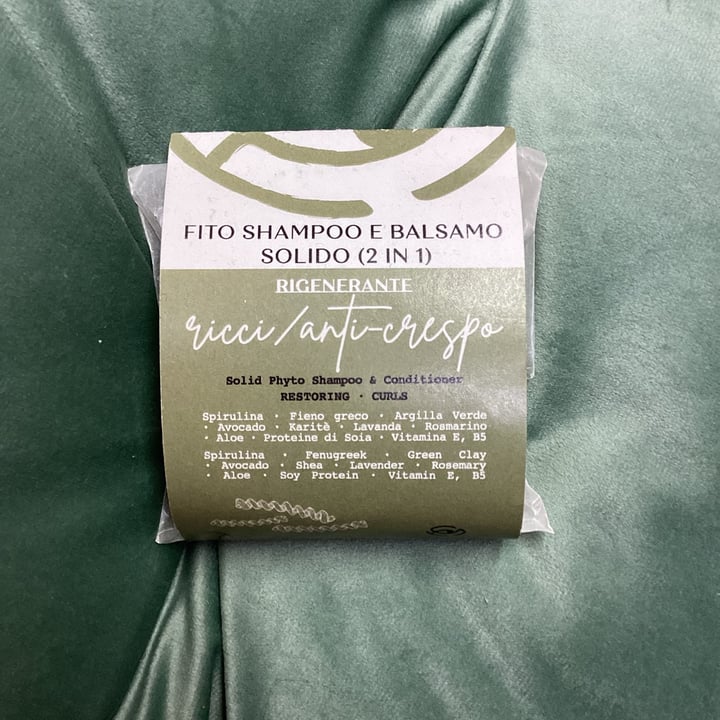 FITO SHAMPOO E BALSAMO
SOLIDO (2 IN 1)
RIGENERANTE
ricci/anti-crespo
Solid Phyto Shampoo & Conditioner
RESTORING · CURLS
Spirulina · Fieno greco · Argilla Verde
· Avocado · Karitè · Lavanda · Rosmarino
· Aloe · Proteine di Soia · Vitamina E, B5
Spirulina · Fenugreek · Green Clay
· Avocado · Shea · Lavender · Rosemary
· Aloe · Soy Protein · Vitamin E, B5